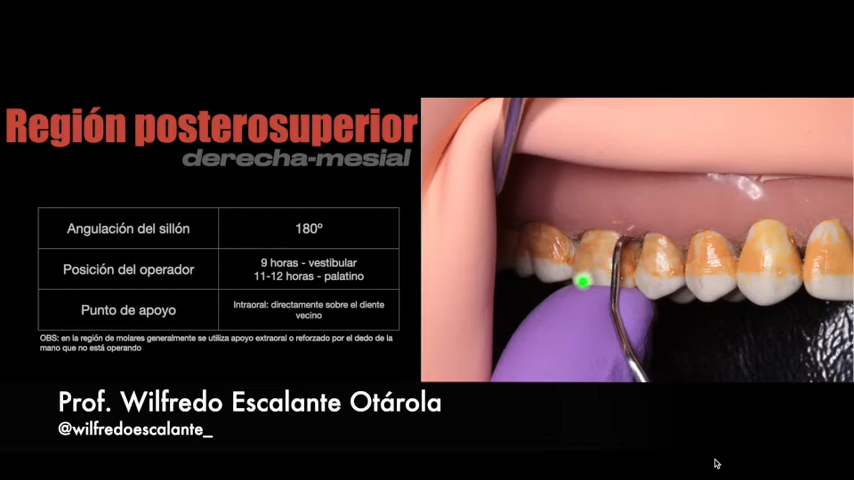 Región posterosuperior
derecha-mesial
Angulación del sillón
180º
Posición del operador
9 horas - vestibular
11-12 horas - palatino
Punto de apoyo
Intraoral: directamente sobre el diente
vecino
OBS: en la región de molares generalmente se utiliza apoyo extraoral o reforzado por el dedo de la
mano que no está operando
Prof. Wilfredo Escalante Otárola
@wilfredoescalante_